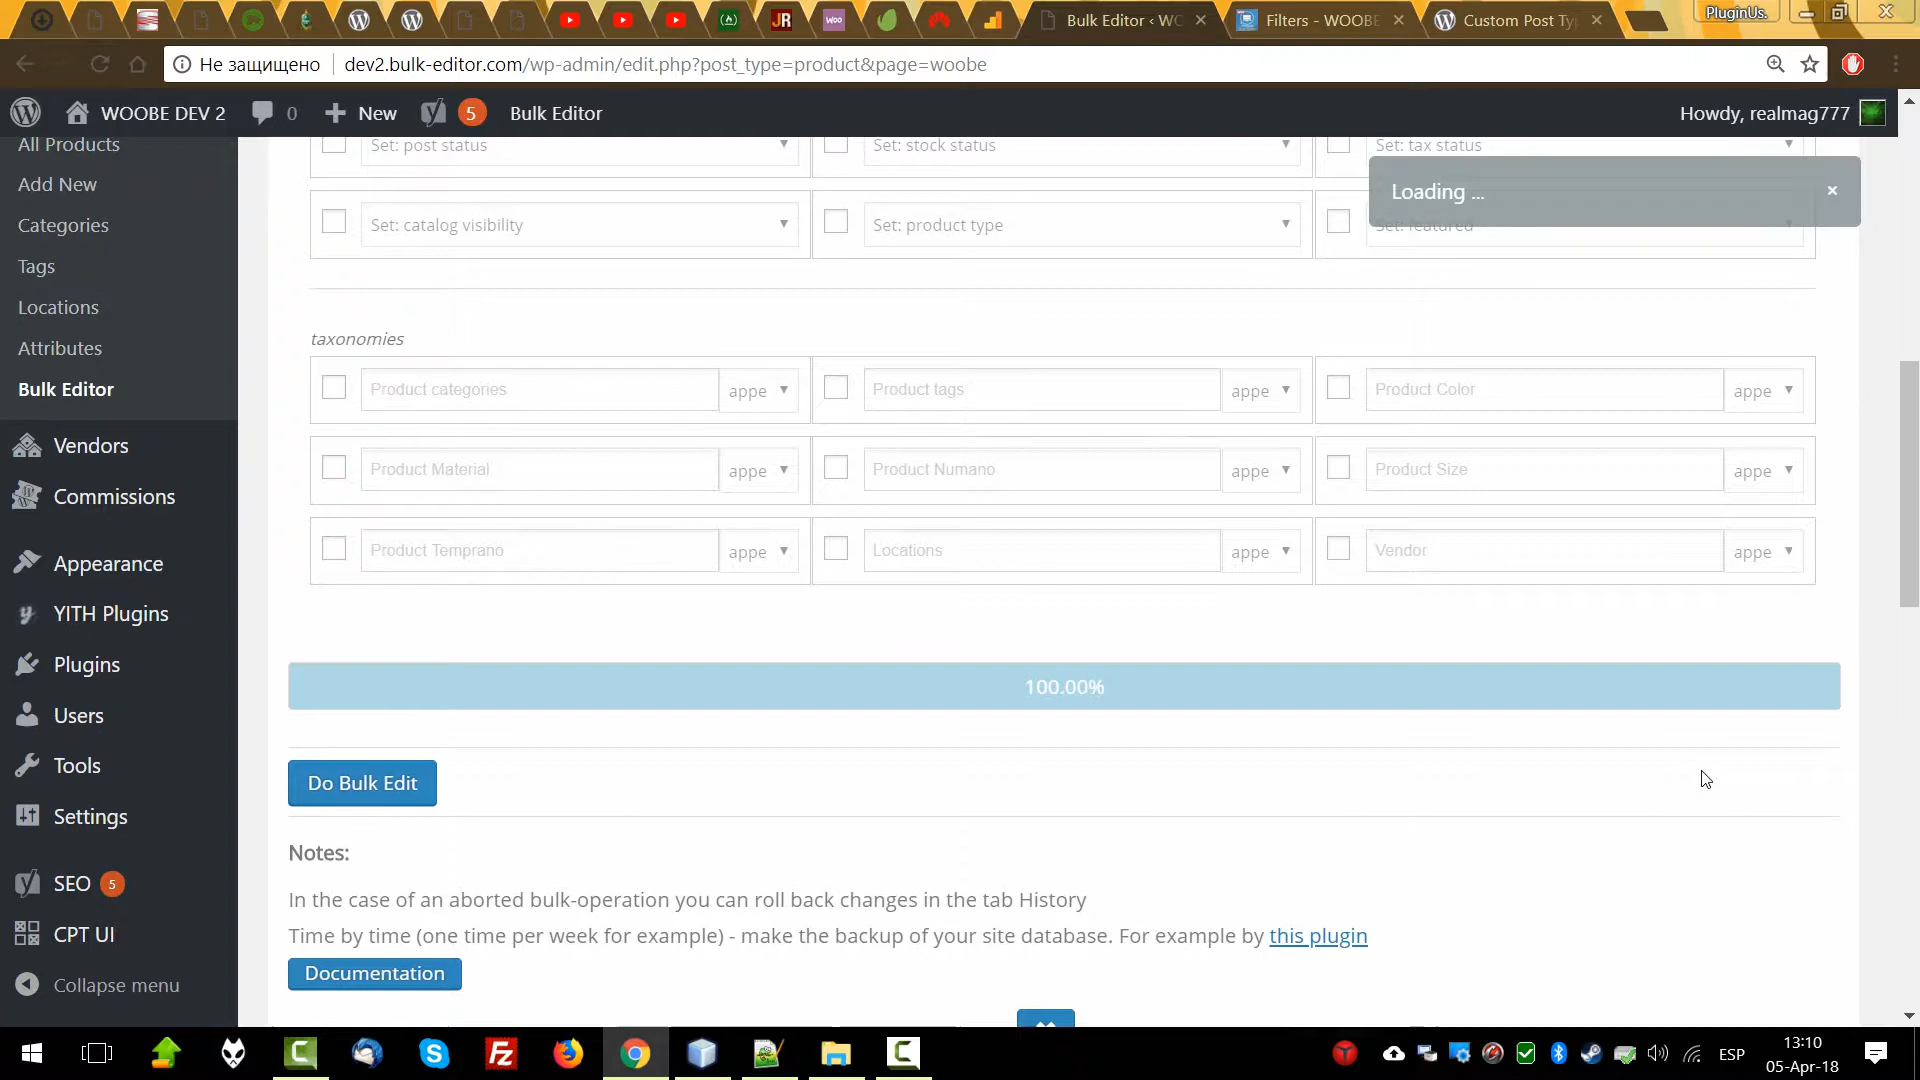 PluginUs.
Bulk Editor ‹ WC
Filters - WOOBE
Custom Post Ty
Не защищено
dev2.bulk-editor.com/wp-admin/edit.php?post_type=product&page=woobe
WOOBE DEV 2
0
New
5
Bulk Editor
Howdy, realmag777
All Products
Add New
Categories
Tags
Locations
Attributes
Bulk Editor
Vendors
Commissions
Appearance
YITH Plugins
Plugins
Users
Tools
Settings
SEO 5
CPT UI
Collapse menu
Set: post status
Set: stock status
Set: tax status
Loading ...
Set: catalog visibility
Set: product type
Set: featured
taxonomies
Product categories appe
Product tags appe
Product Color appe
Product Material appe
Product Numano appe
Product Size appe
Product Temprano appe
Locations appe
Vendor appe
100.00%
Do Bulk Edit
Notes:
In the case of an aborted bulk-operation you can roll back changes in the tab History
Time by time (one time per week for example) - make the backup of your site database. For example by this plugin
Documentation
ESP
13:10
05-Apr-18